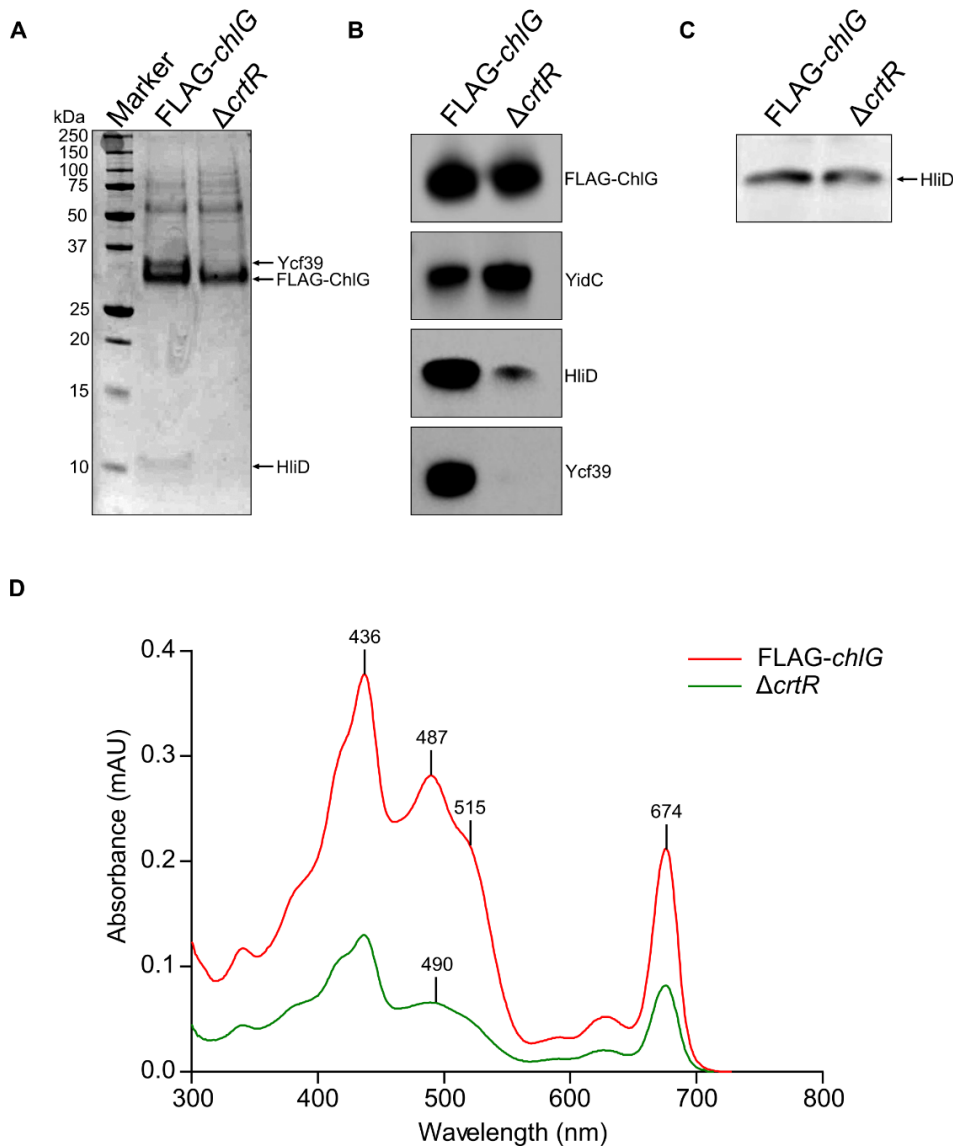 A
Marker
FLAG-chlG
ΔcrtR
kDa
250
150
100
75
50
37
25
20
15
10
Ycf39
FLAG-ChlG
HliD
B
FLAG-chlG
ΔcrtR
FLAG-ChlG
YidC
HliD
Ycf39
C
FLAG-chlG
ΔcrtR
HliD
D
FLAG-chlG
ΔcrtR
436
487
515
674
490
Absorbance (mAU)
0.4
0.3
0.2
0.1
0.0
300 400 500 600 700 800
Wavelength (nm)